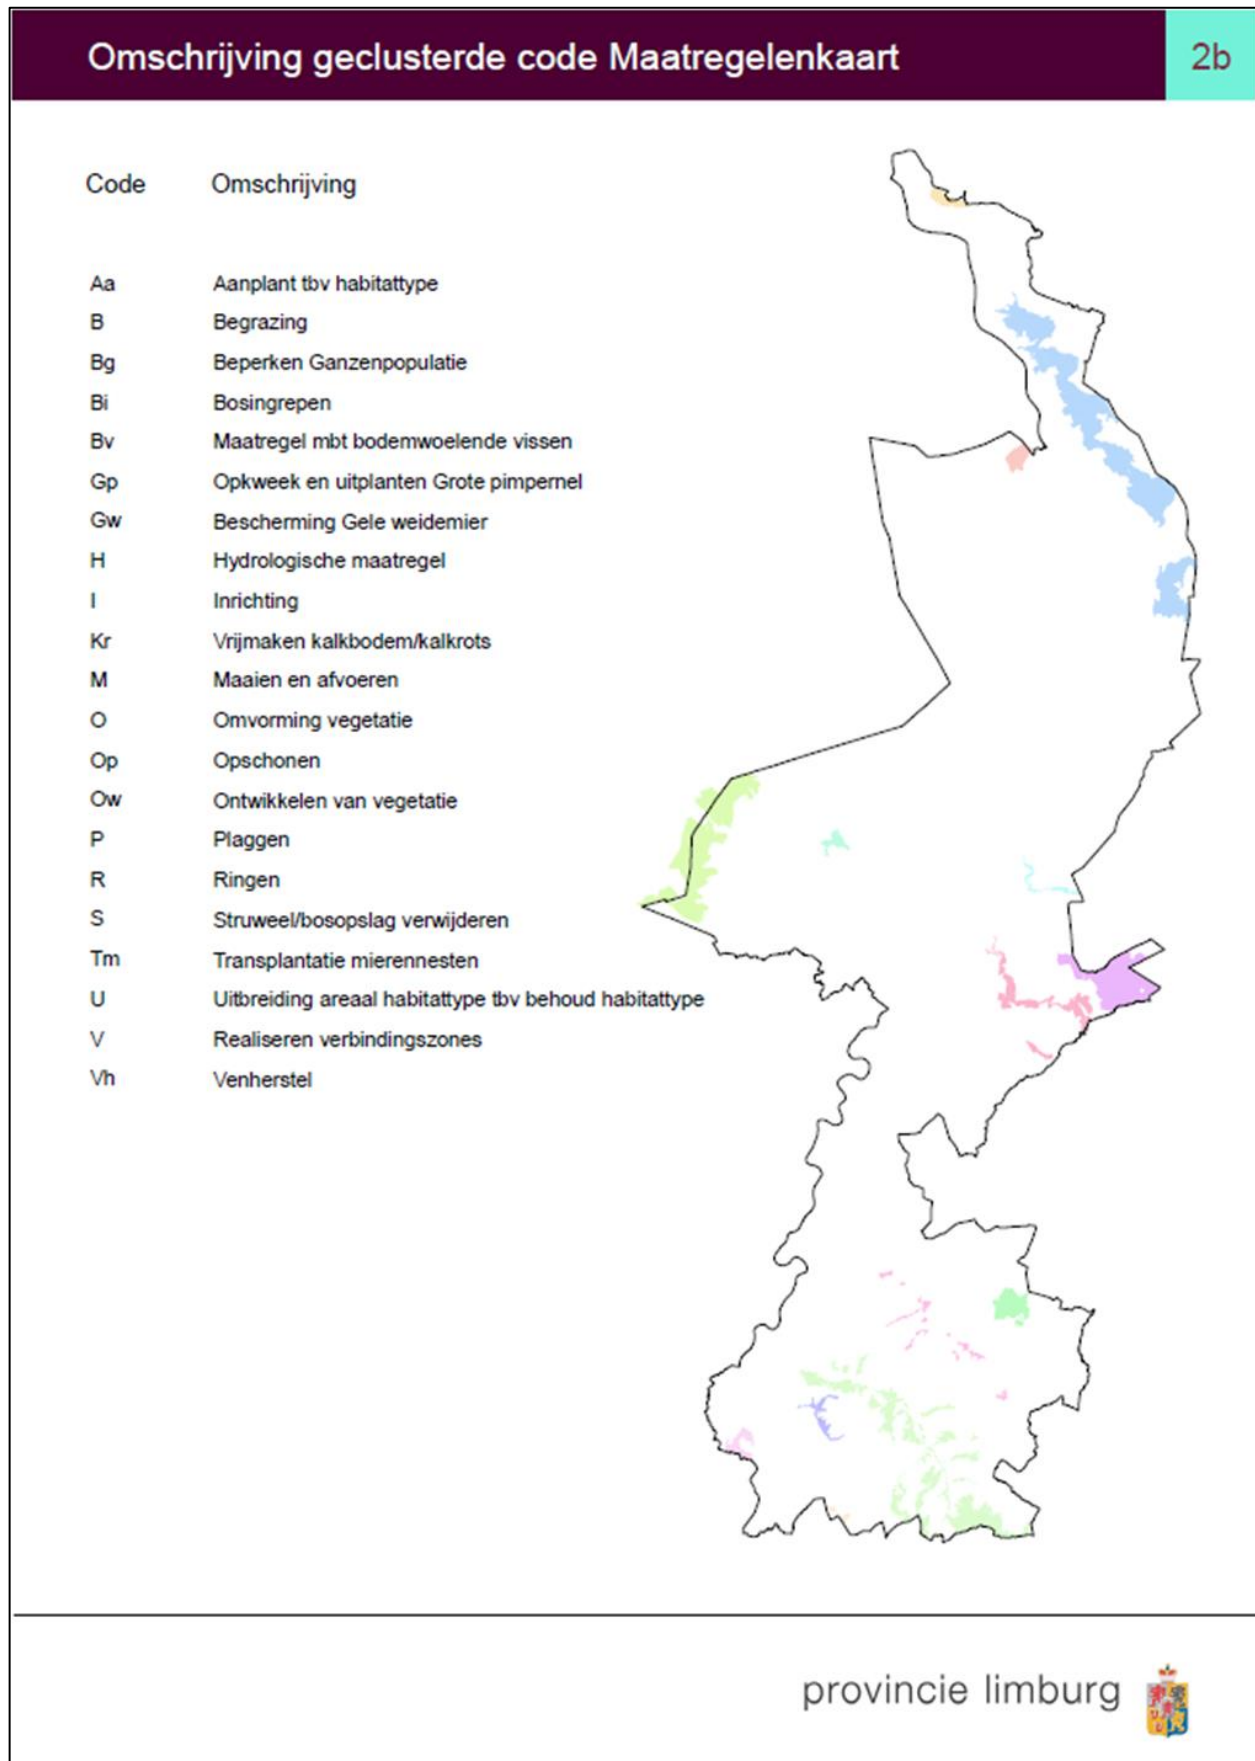 Omschrijving geclusterde code Maatregelenkaart 2b
Code Omschrijving
Aa Aanplant tbv habitattype
B Begrazing
Bg Beperken Ganzenpopulatie
Bi Bosingrepen
Bv Maatregel mbt bodemwoelende vissen
Gp Opkweek en uitplanten Grote pimpernel
Gw Bescherming Gele weidemier
H Hydrologische maatregel
I Inrichting
Kr Vrijmaken kalkbodem/kalkrots
M Maaien en afvoeren
O Omvorming vegetatie
Op Opschonen
Ow Ontwikkelen van vegetatie
P Plaggen
R Ringen
S Struweel/bosopslag verwijderen
Tm Transplantatie mierennesten
U Uitbreiding areaal habitattype tbv behoud habitattype
V Realiseren verbindingszones
Vh Venherstel
provincie limburg